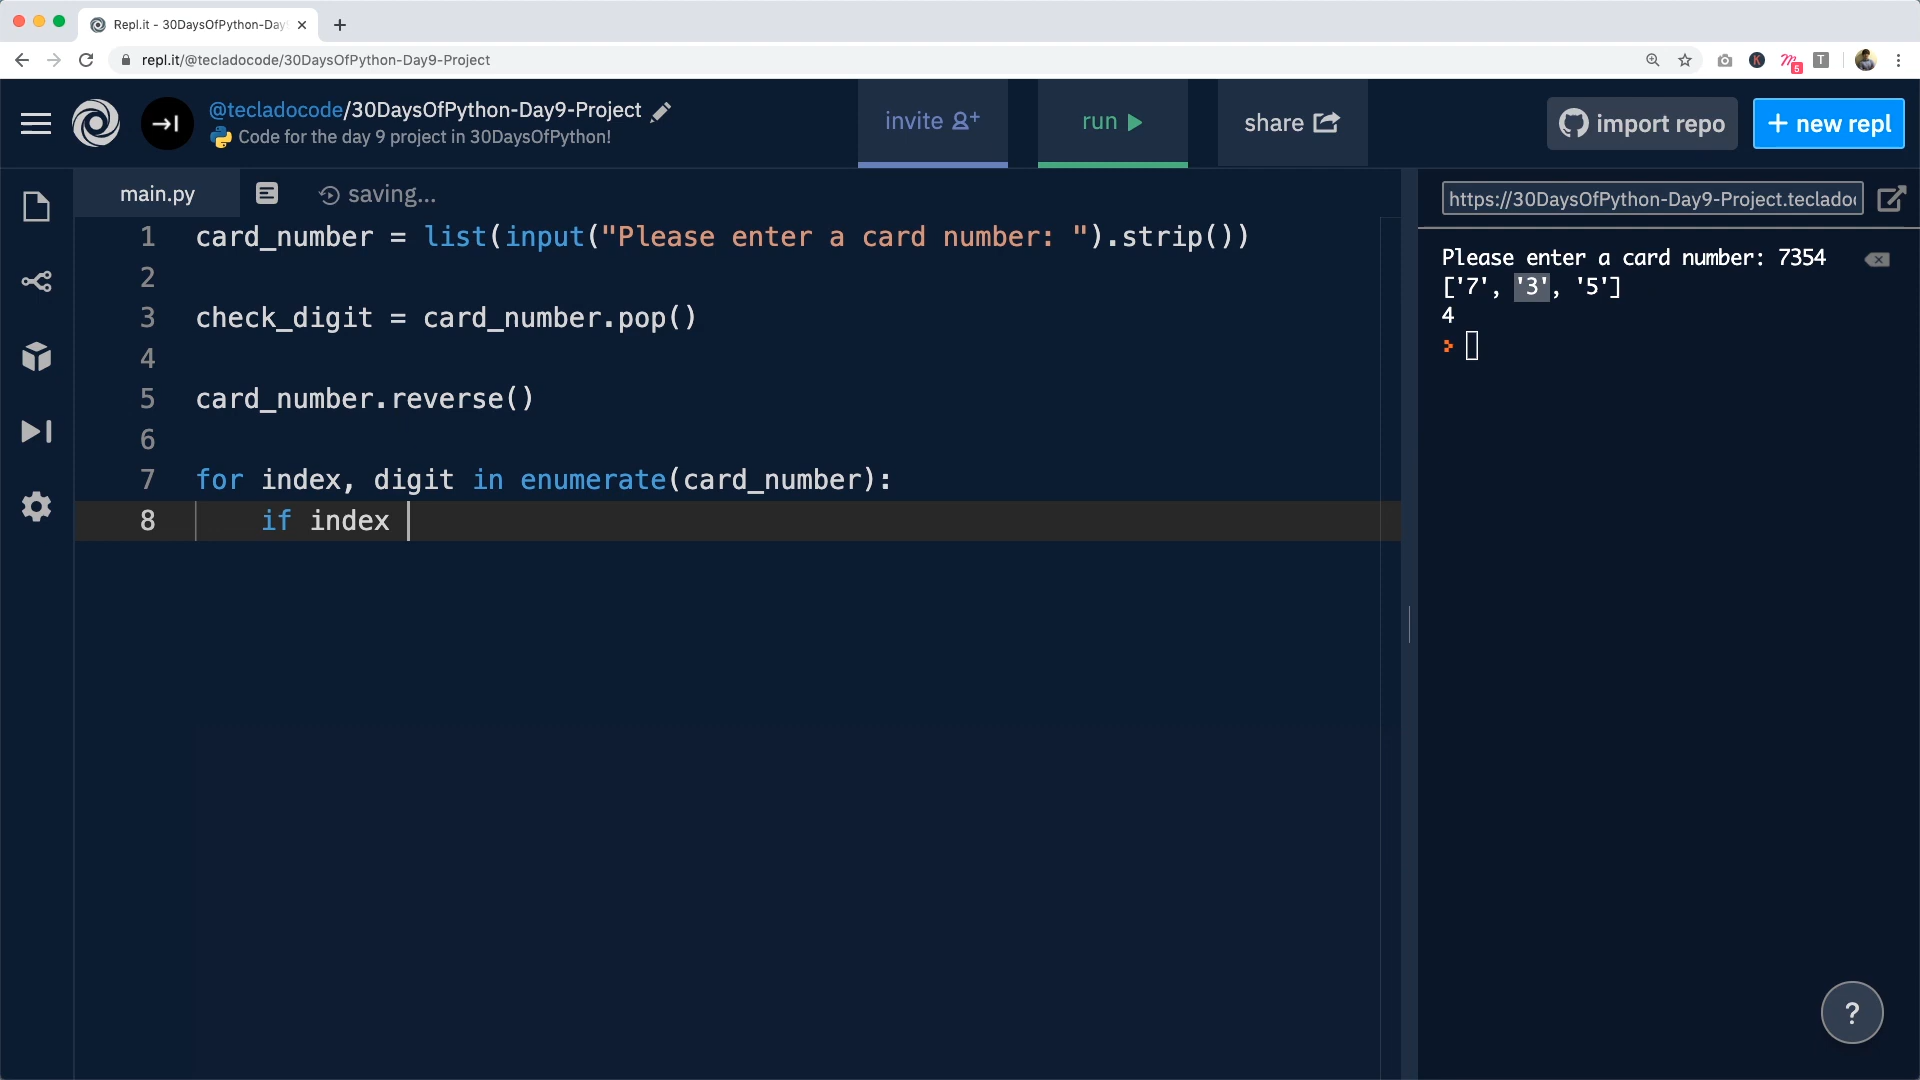 Repl.it - 30DaysOfPython-Day
repl.it/@tecladocode/30DaysOfPython-Day9-Project
5
K
T
@tecladocode/30DaysOfPython-Day9-Project
Code for the day 9 project in 30DaysOfPython!
invite
run
share
import repo
+ new repl
main.py
saving...
https://30DaysOfPython-Day9-Project.teclado
1 card_number = list(input("Please enter a card number: ").strip())
2
3 check_digit = card_number.pop()
4
5 card_number.reverse()
6
7 for index, digit in enumerate(card_number):
8 if index
Please enter a card number: 7354
['7', '3', '5']
4
?